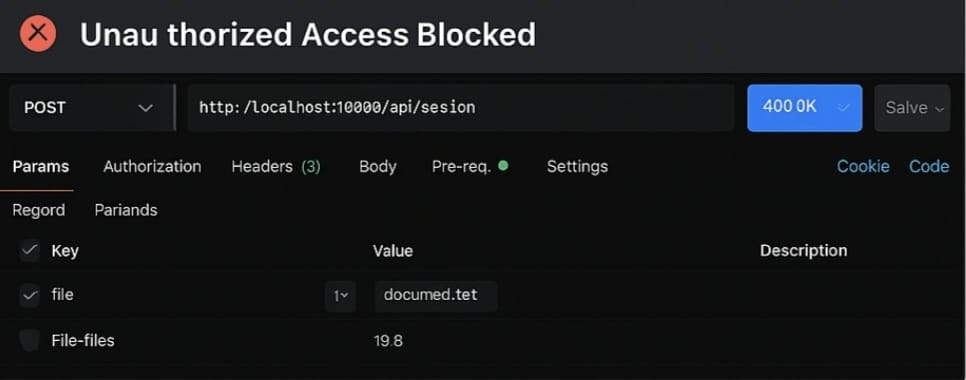 Unau thorized Access Blocked
POST http:/localhost:10000/api/sesion 400 0K Salve
Params Authorization Headers (3) Body Pre-req. Settings Cookie Code
Regord Pariands
Key Value Description
file 1 documed.tet
File-files 19.8